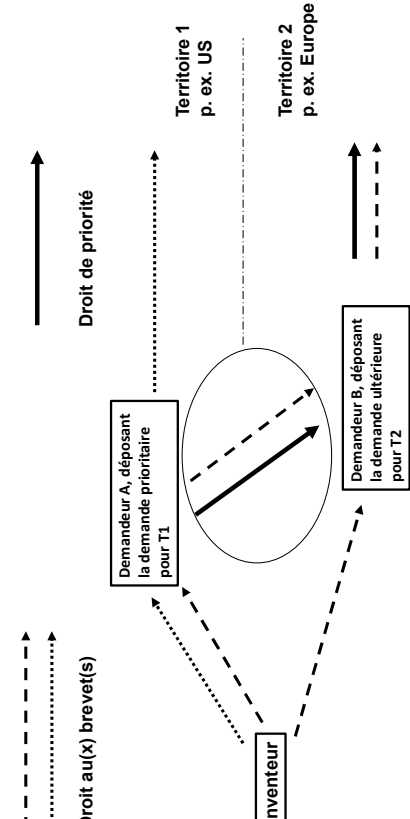 Droit au(x) brevet(s)
Droit de priorité
Demandeur A, déposant
la demande prioritaire
pour T1
Territoire 1
p. ex. US
Inventeur
Territoire 2
p. ex. Europe
Demandeur B, déposant
la demande ultérieure
pour T2